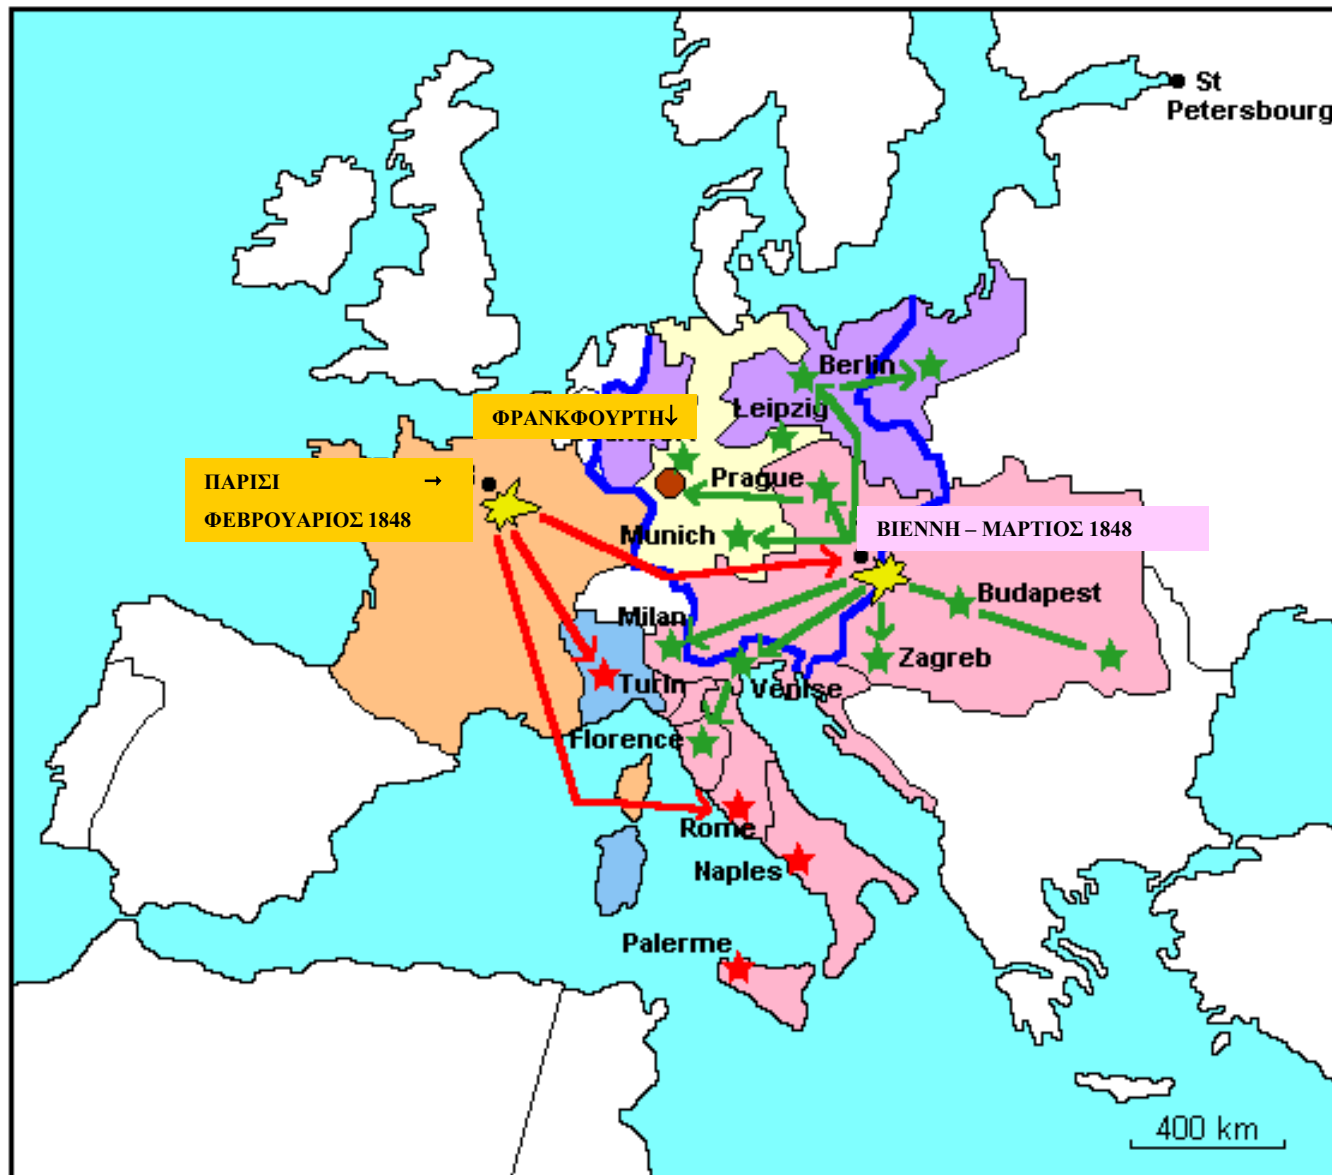 St
Petersbourg
Berlin
ΦΡΑΝΚΦΟΥΡΤΗ↓
Leipzig
ΠΑΡΙΣΙ →
ΦΕΒΡΟΥΑΡΙΟΣ 1848
Prague
Munich
ΒΙΕΝΝΗ – ΜΑΡΤΙΟΣ 1848
Budapest
Milan
Zagreb
Turin
Venise
Florence
Rome
Naples
Palerme
400 km